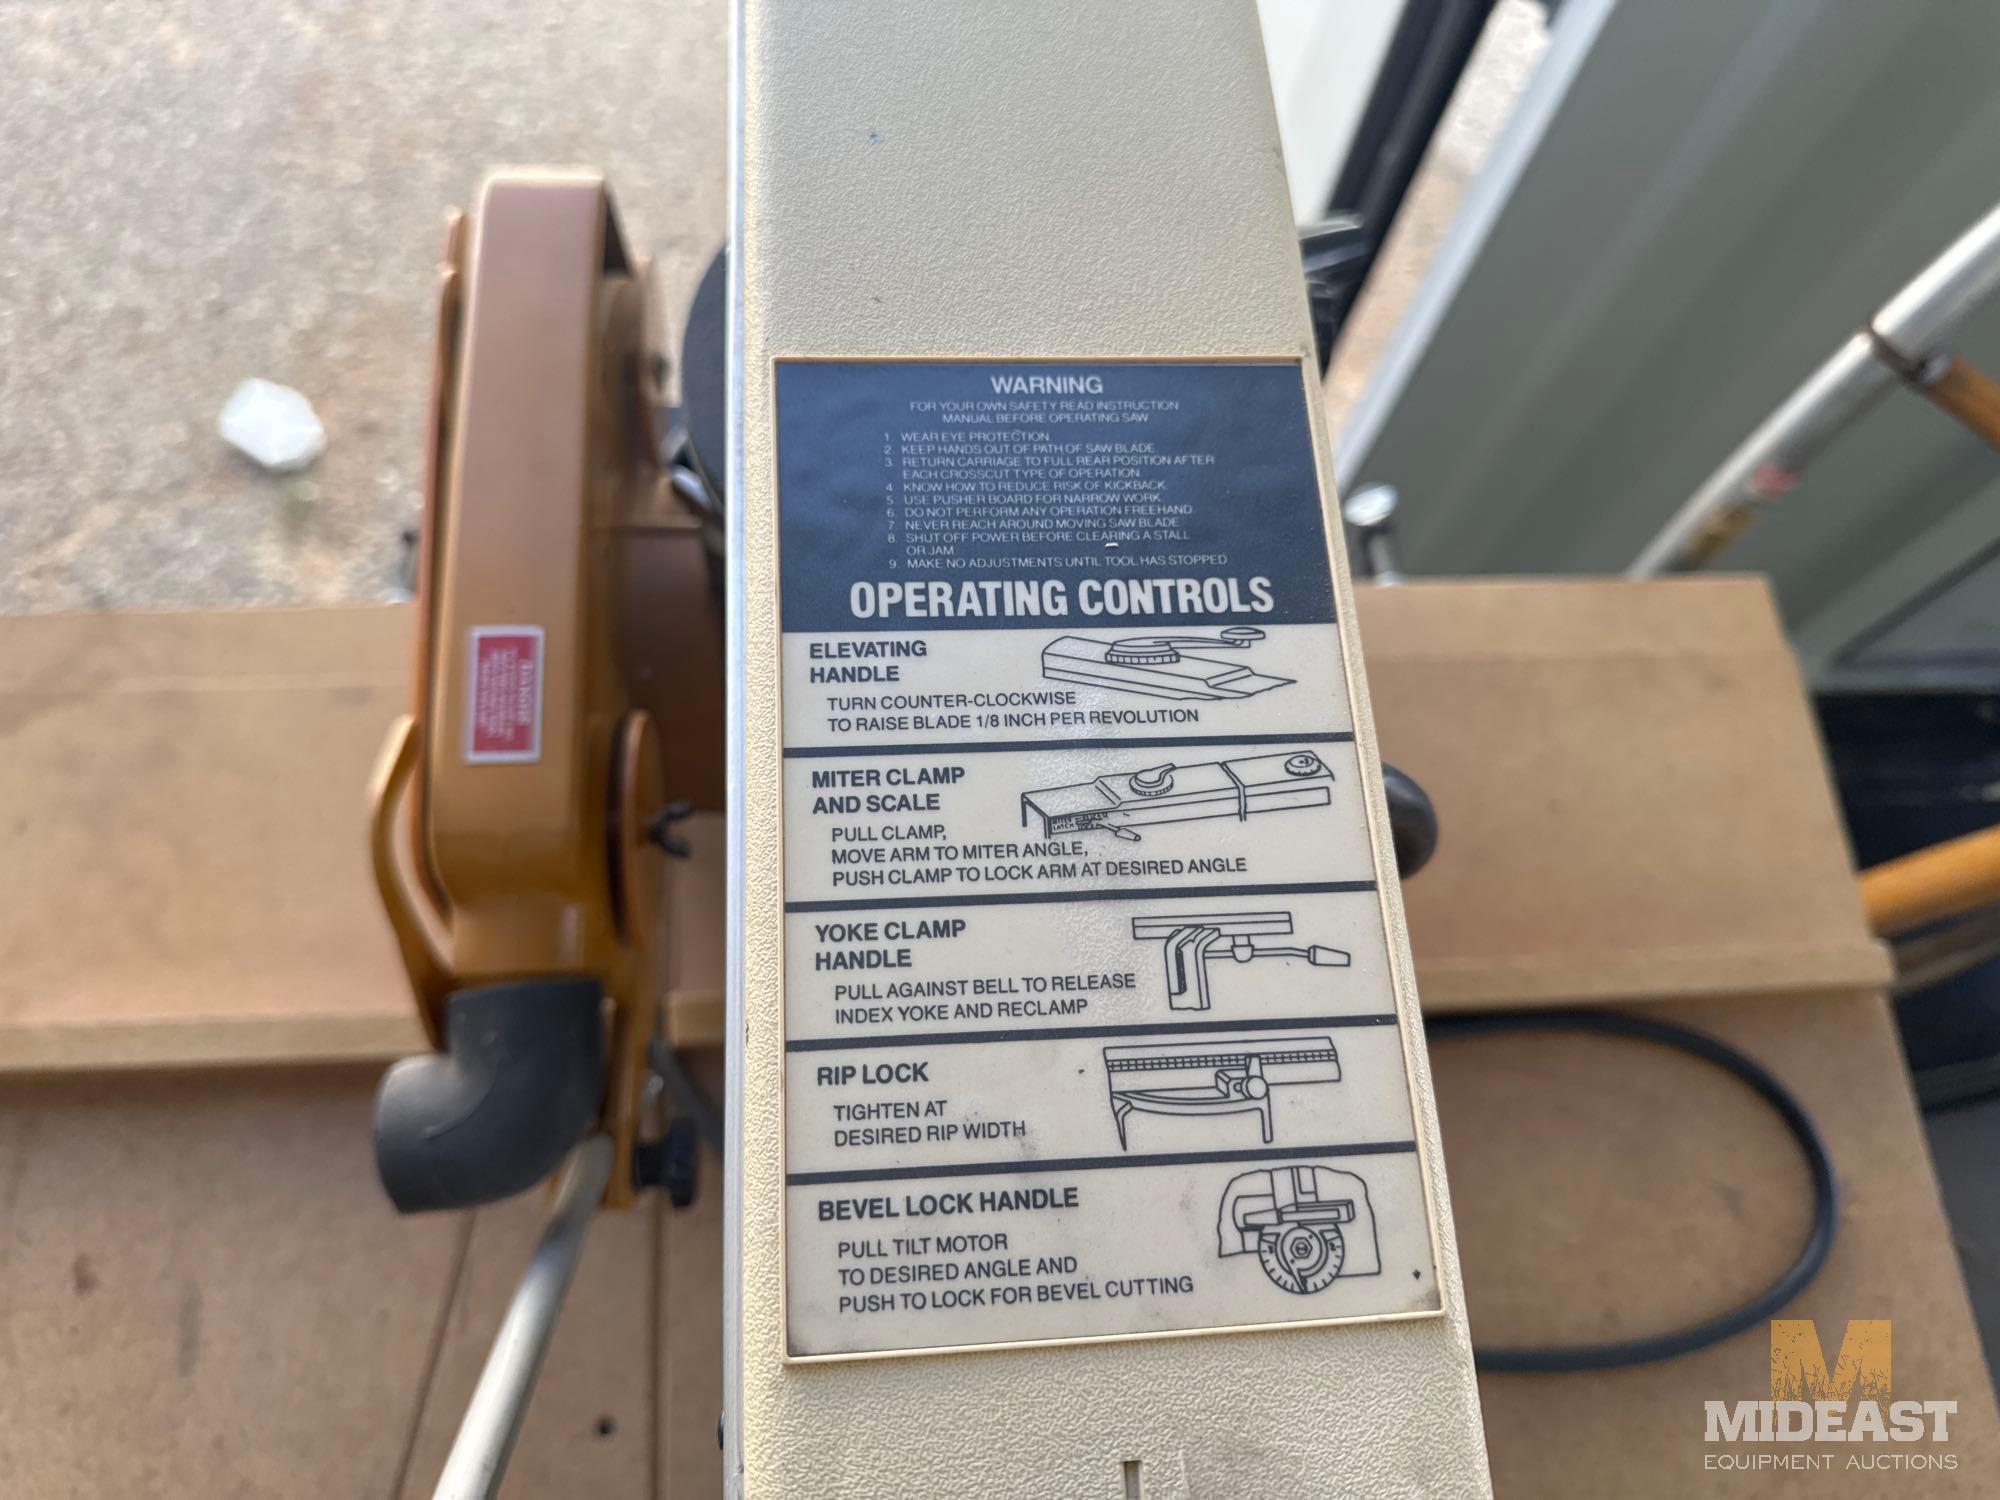 WARNING
FOR YOUR OWN SAFETY READ INSTRUCTION
MANUAL BEFORE OPERATING SAW
1. WEAR EYE PROTECTION.
2. KEEP HANDS OUT OF PATH OF SAW BLADE.
3. RETURN CARRIAGE TO FULL REAR POSITION AFTER
EACH CROSSCUT TYPE OF OPERATION.
4. KNOW HOW TO REDUCE RISK OF KICKBACK.
5. USE PUSHER BOARD FOR NARROW WORK.
6. DO NOT PERFORM ANY OPERATION FREEHAND.
7. NEVER REACH AROUND MOVING SAW BLADE.
8. SHUT OFF POWER BEFORE CLEARING A STALL
OR JAM.
9. MAKE NO ADJUSTMENTS UNTIL TOOL HAS STOPPED.
OPERATING CONTROLS
ELEVATING
HANDLE
TURN COUNTER-CLOCKWISE
TO RAISE BLADE 1/8 INCH PER REVOLUTION
MITER CLAMP
AND SCALE
PULL CLAMP,
MOVE ARM TO MITER ANGLE,
PUSH CLAMP TO LOCK ARM AT DESIRED ANGLE
LATCH
YOKE CLAMP
HANDLE
PULL AGAINST BELL TO RELEASE
INDEX YOKE AND RECLAMP
RIP LOCK
TIGHTEN AT
DESIRED RIP WIDTH
BEVEL LOCK HANDLE
PULL TILT MOTOR
TO DESIRED ANGLE AND
PUSH TO LOCK FOR BEVEL CUTTING
DANGER
M
MIDEAST
EQUIPMENT AUCTIONS